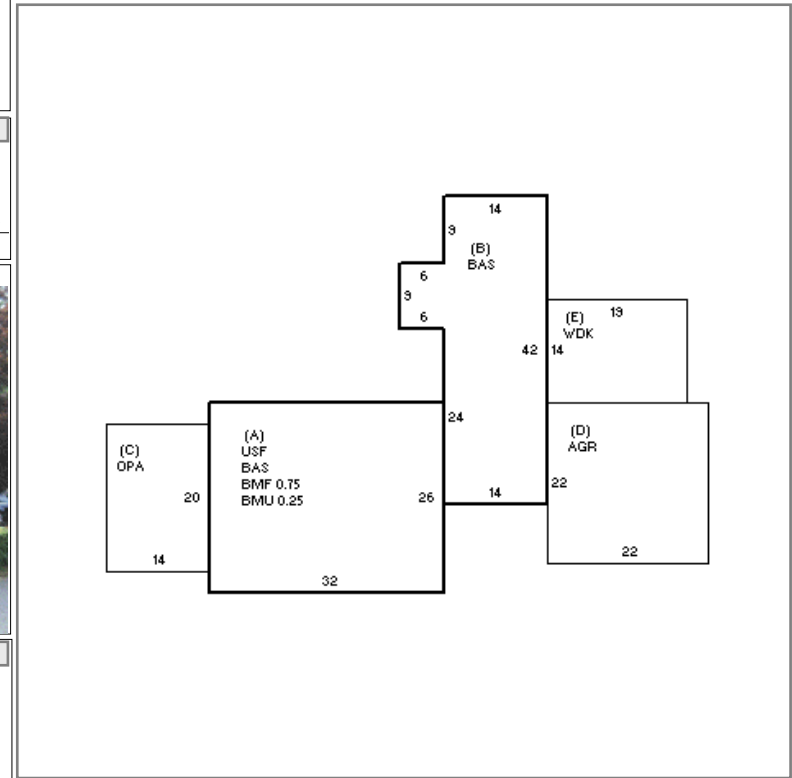 14
9
(B)
BAS
6
9
6
(E)
WDK
19
42
14
24
(A)
USF
BAS
BMF 0.75
BMU 0.25
(C)
OPA
(D)
AGR
20
26
14
22
14
32
22